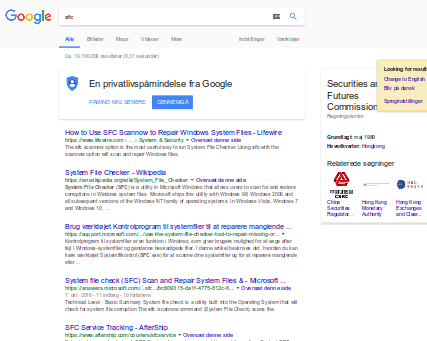 Google
sfc
Alle Billeder Maps Videoer Mere Indstillinger Værktøjer
Ca. 10.100.000 resultater (0,31 sekunder)
En privatlivspåmindelse fra Google
PÅMIND MIG SENERE GENNEMGÅ
How to Use SFC Scannow to Repair Windows System Files - Lifewire
https://www.lifewire.com › ... › System & Security ▾ Oversæt denne side
The sfc scannow option is the most useful way to run System File Checker. Using sfc with the
scannow option will scan and repair Windows files.
System File Checker - Wikipedia
https://en.wikipedia.org/wiki/System_File_Checker ▾ Oversæt denne side
System File Checker (SFC) is a utility in Microsoft Windows that allows users to scan for and restore
corruptions in Windows system files. Microsoft ships this utility with Windows 98, Windows 2000 and
all subsequent versions of the Windows NT family of operating systems. In Windows Vista, Windows 7
and Windows 10, ...
Brug værktøjet Kontrolprogram til systemfiler til at reparere manglende ...
https://support.microsoft.com/.../use-the-system-file-checker-tool-to-repair-missing-or-... ▾
Kontrolprogram til systemfiler er en funktion i Windows, som giver brugere mulighed for at søge efter
fejl i Windows-systemfiler og gendanne beskadigede filer. I denne artikel beskrives det, hvordan du kan
køre værktøjet Systemfilkontrol (SFC.exe) for at scanne dine systemfiler og for at reparere manglende
eller ...
System file check (SFC) Scan and Repair System Files & - Microsoft ...
https://answers.microsoft.com/...sfc.../bc609315-da1f-4775-812c-6... ▾ Oversæt denne side
7. okt. 2016 - 11 indlæg - 10 forfattere
Technical Level : Basic Summary System file check is a utility built into the Operating System that will
check for system file corruption The sfc /scannow command (System File Check) scans the.
SFC Service Tracking - AfterShip
https://www.aftership.com/couriers/sfcservice ▾ Oversæt denne side
Looking for result
Change to English
Bliv på dansk
Sprogindstillinger
Securities an
Futures
Commission
Regeringskontor
Grundlagt: maj 1989
Hovedkvarter: Hongkong
Relaterede søgninger
CSRC
China
Securities
Regulator...
Hong Kong
Monetary
Authority
Hong Kong
Exchanges
and Clear...